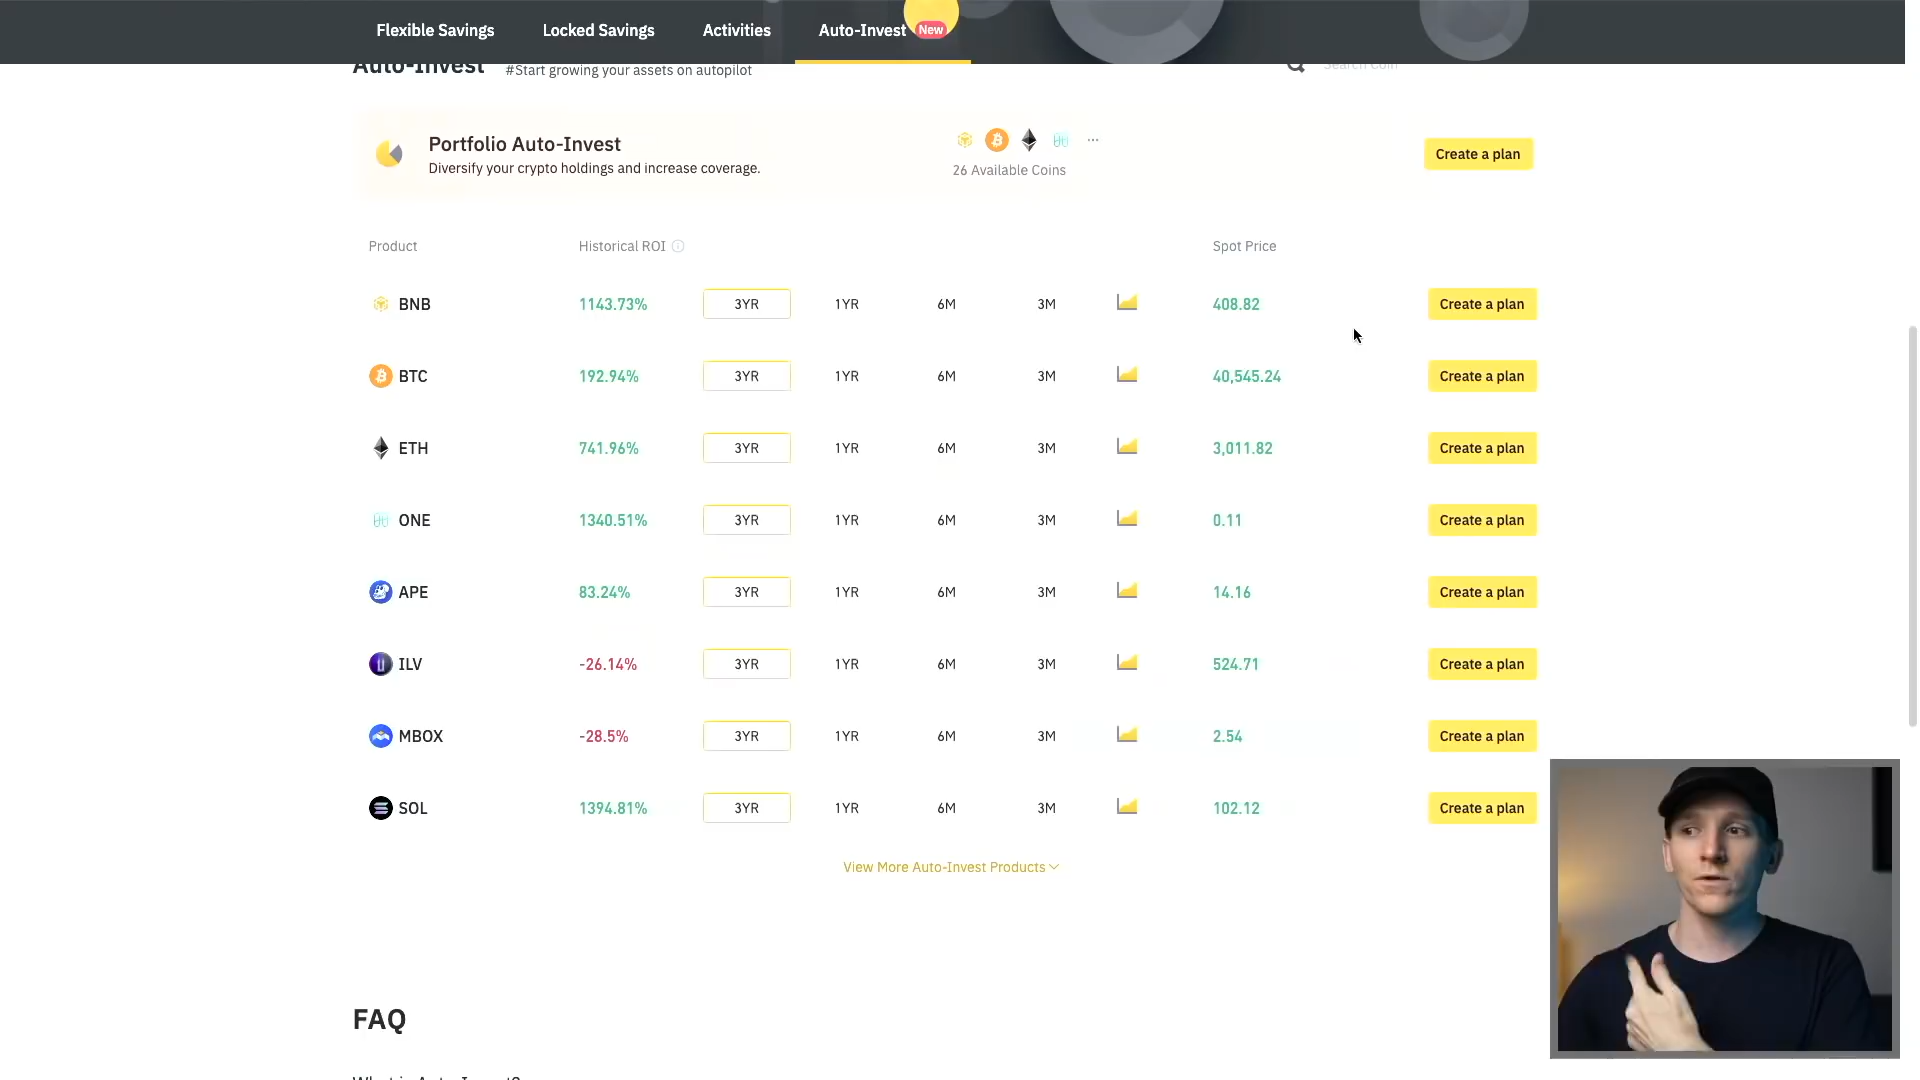 Flexible Savings Locked Savings Activities Auto-Invest New
Auto-Invest #Start growing your assets on autopilot Search Coin
Portfolio Auto-Invest
Diversify your crypto holdings and increase coverage.
...
26 Available Coins
Create a plan
Product Historical ROI Spot Price
BNB 1143.73% 3YR 1YR 6M 3M 408.82 Create a plan
BTC 192.94% 3YR 1YR 6M 3M 40,545.24 Create a plan
ETH 741.96% 3YR 1YR 6M 3M 3,011.82 Create a plan
ONE 1340.51% 3YR 1YR 6M 3M 0.11 Create a plan
APE 83.24% 3YR 1YR 6M 3M 14.16 Create a plan
ILV -26.14% 3YR 1YR 6M 3M 524.71 Create a plan
MBOX -28.5% 3YR 1YR 6M 3M 2.54 Create a plan
SOL 1394.81% 3YR 1YR 6M 3M 102.12 Create a plan
View More Auto-Invest Products
FAQ
What is Auto-Invest?